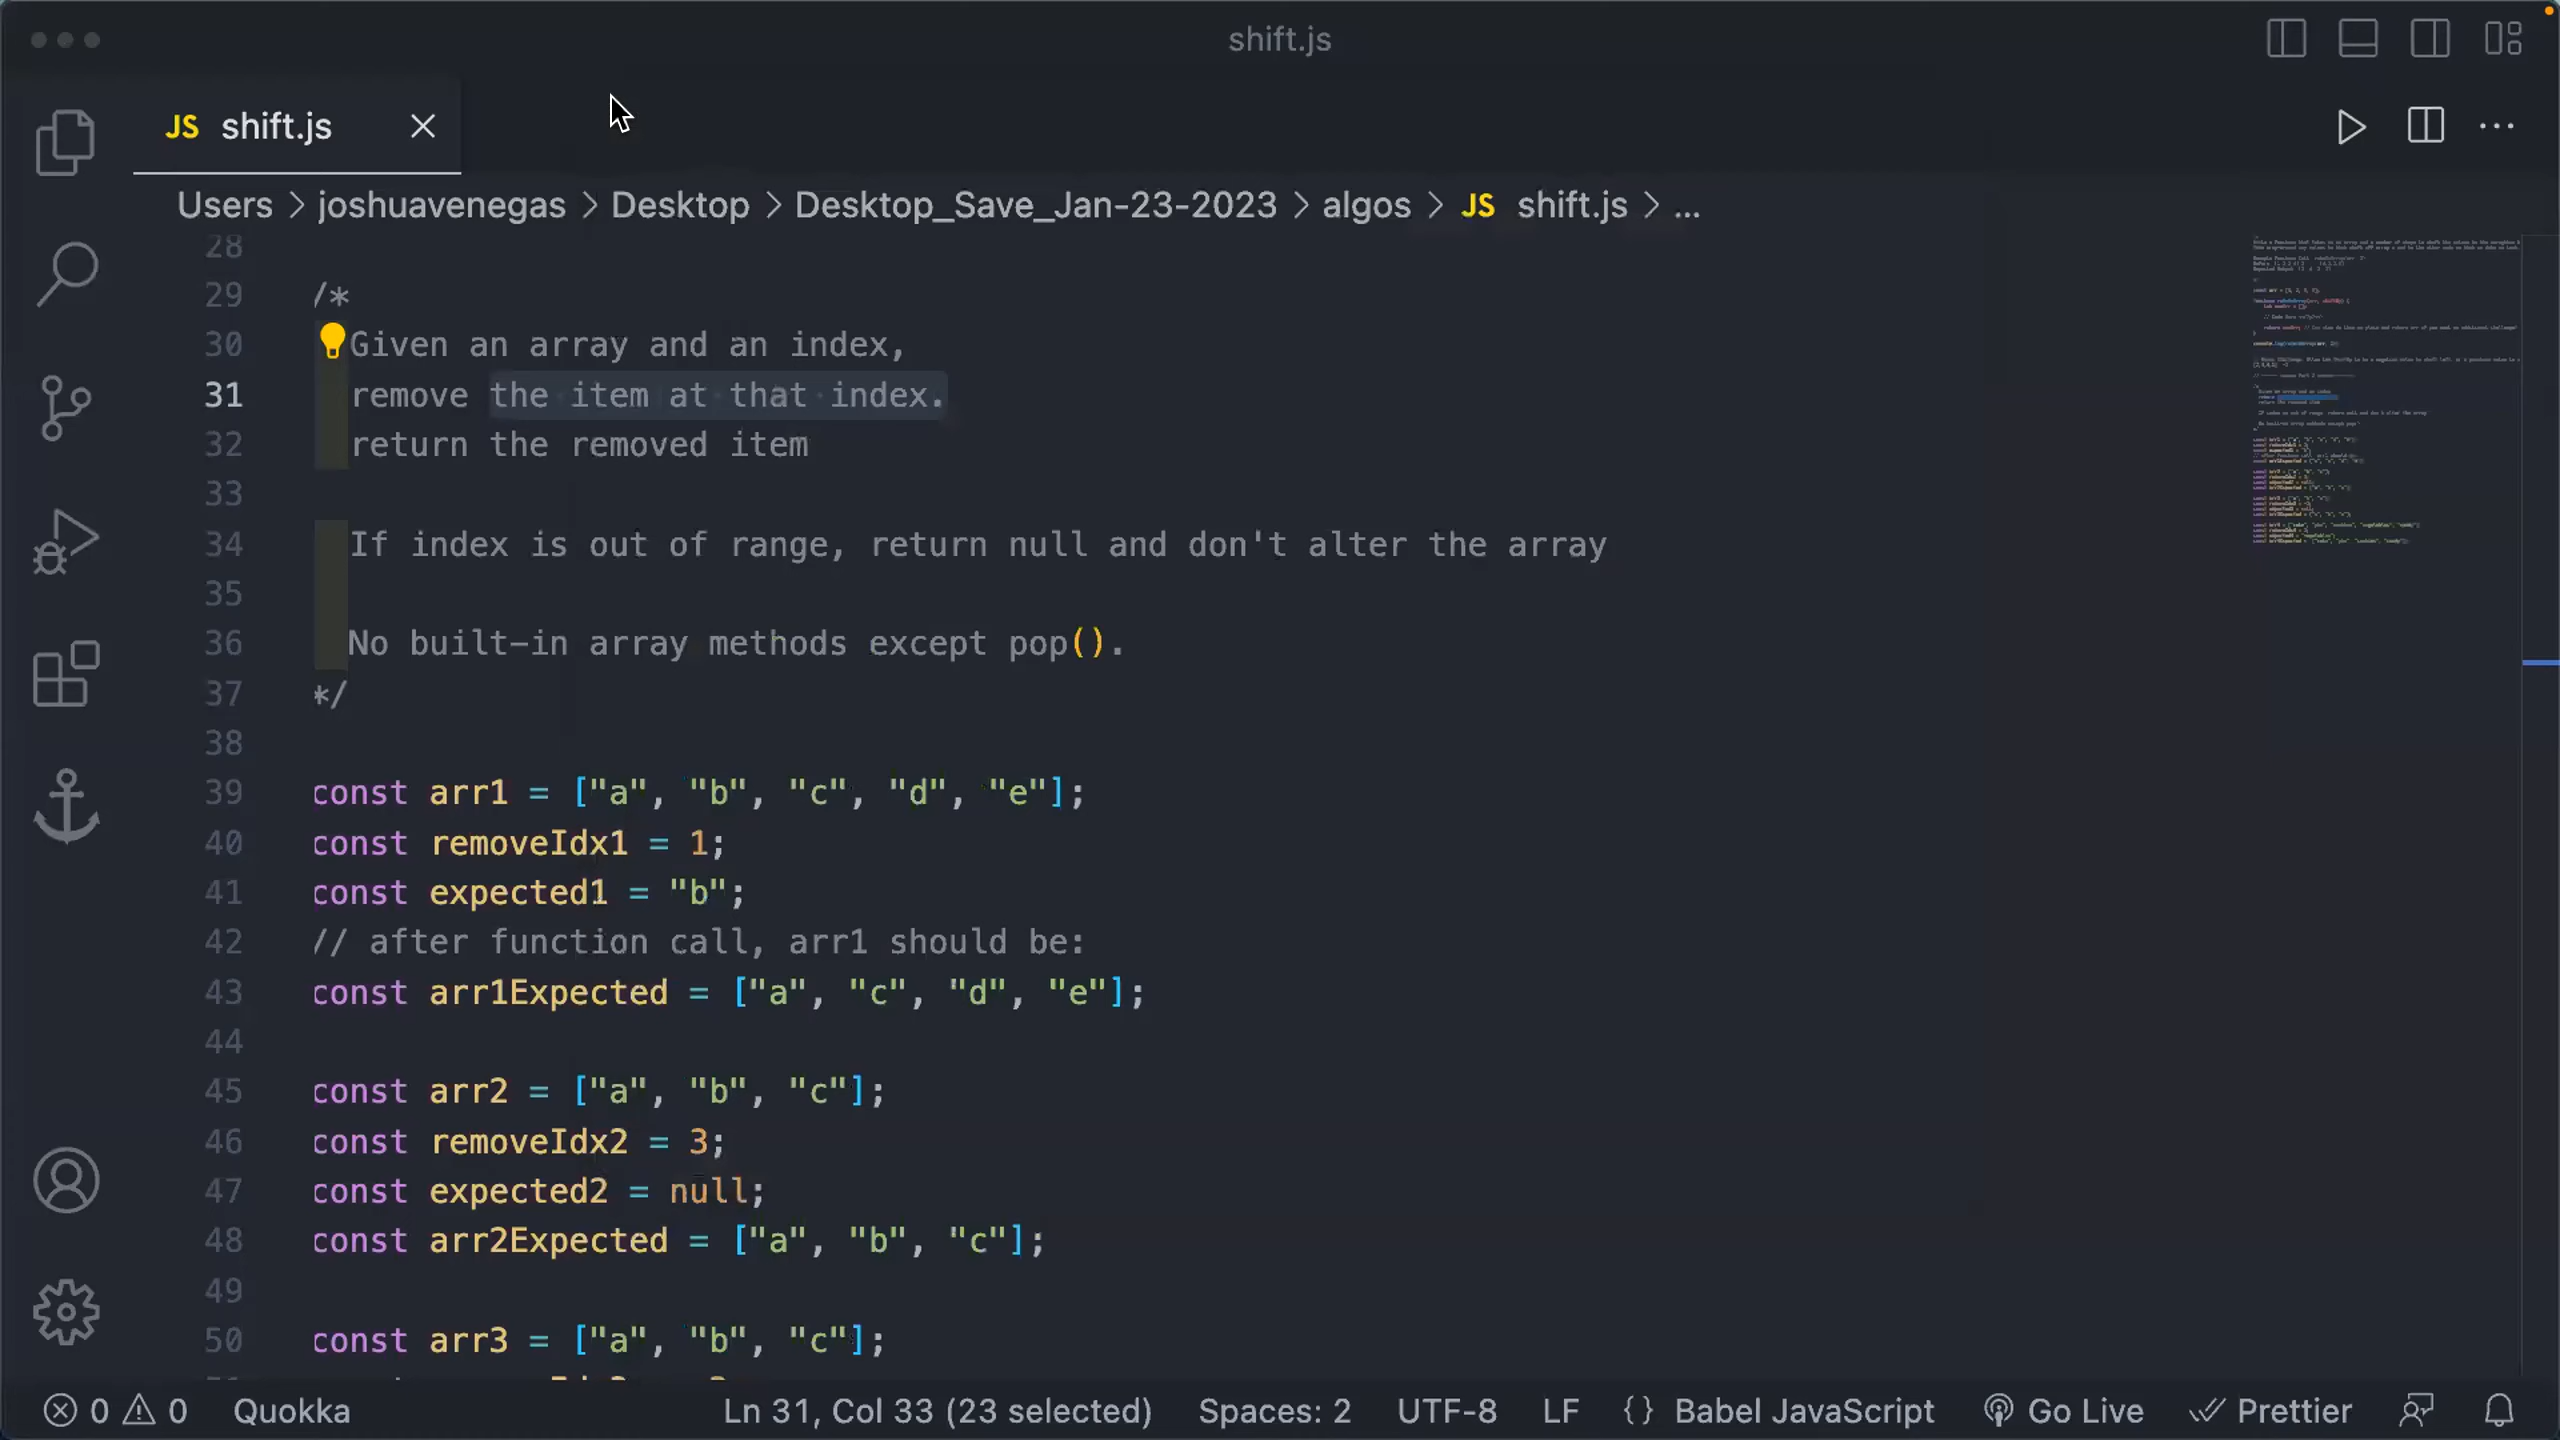 shift.js
JS shift.js
Users > joshuavenegas > Desktop > Desktop_Save_Jan-23-2023 > algos > JS shift.js > ...
28
29 /*
30 Given an array and an index,
31 remove the item at that index.
32 return the removed item
33
34 If index is out of range, return null and don't alter the array
35
36 No built-in array methods except pop().
37 */
38
39 const arr1 = ["a", "b", "c", "d", "e"];
40 const removeIdx1 = 1;
41 const expected1 = "b";
42 // after function call, arr1 should be:
43 const arr1Expected = ["a", "c", "d", "e"];
44
45 const arr2 = ["a", "b", "c"];
46 const removeIdx2 = 3;
47 const expected2 = null;
48 const arr2Expected = ["a", "b", "c"];
49
50 const arr3 = ["a", "b", "c"];
0 0 Quokka Ln 31, Col 33 (23 selected) Spaces: 2 UTF-8 LF {} Babel JavaScript Go Live Prettier